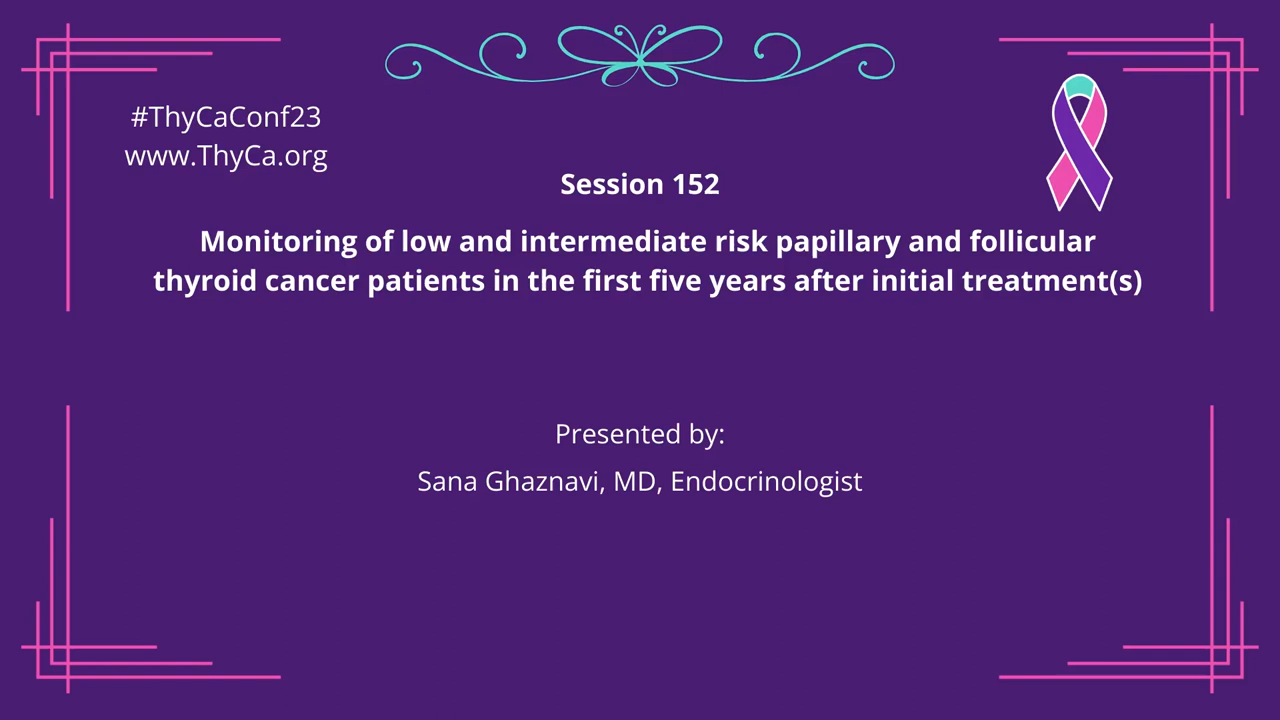 #ThyCaConf23
www.ThyCa.org
Session 152
Monitoring of low and intermediate risk papillary and follicular
thyroid cancer patients in the first five years after initial treatment(s)
Presented by:
Sana Ghaznavi, MD, Endocrinologist